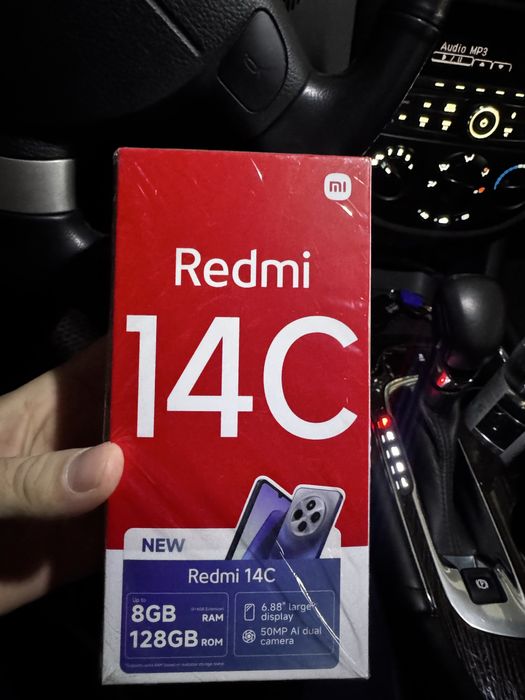 Audio MP3
mi
Redmi
14C
NEW
Redmi 14C
Up to
8GB RAM
128GB ROM
6.88" large display
50MP AI dual camera